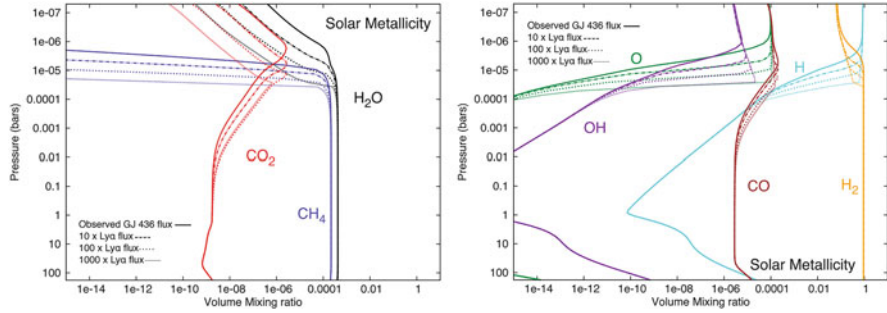 Solar Metallicity
Pressure (bars)
1e-07
1e-06
1e-05
0.0001
0.001
0.01
0.1
1
10
100
H2O
CO2
CH4
Observed GJ 436 flux
10 x Lyα flux
100 x Lyα flux
1000 x Lyα flux
1e-14 1e-12 1e-10 1e-08 1e-06 0.0001 0.01 1
Volume Mixing ratio
Pressure (bars)
1e-07
1e-06
1e-05
0.0001
0.001
0.01
0.1
1
10
100
Observed GJ 436 flux
10 x Lyα flux
100 x Lyα flux
1000 x Lyα flux
O
H
OH
CO
H2
Solar Metallicity
1e-14 1e-12 1e-10 1e-08 1e-06 0.0001 0.01 1
Volume Mixing ratio